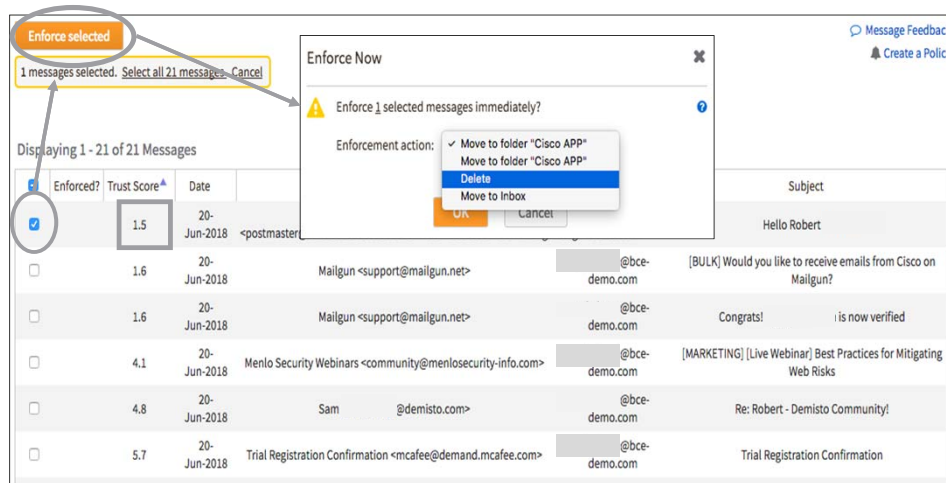 Enforce selected
Message Feedbac
Create a Polic
1 messages selected. Select all 21 messages Cancel
Enforce Now
Enforce 1 selected messages immediately?
Enforcement action:
✓ Move to folder "Cisco APP"
Move to folder "Cisco APP"
Delete
Move to Inbox
OK Cancel
Displaying 1 - 21 of 21 Messages
Enforced? Trust Score Date Subject
1.5 20-Jun-2018 <postmaster Hello Robert
1.6 20-Jun-2018 Mailgun <support@mailgun.net> @bce-demo.com [BULK] Would you like to receive emails from Cisco on Mailgun?
1.6 20-Jun-2018 Mailgun <support@mailgun.net> @bce-demo.com Congrats! is now verified
4.1 20-Jun-2018 Menlo Security Webinars <community@menlosecurity-info.com> @bce-demo.com [MARKETING] [Live Webinar] Best Practices for Mitigating Web Risks
4.8 20-Jun-2018 Sam @demisto.com> @bce-demo.com Re: Robert - Demisto Community!
5.7 20-Jun-2018 Trial Registration Confirmation <mcafee@demand.mcafee.com> @bce-demo.com Trial Registration Confirmation